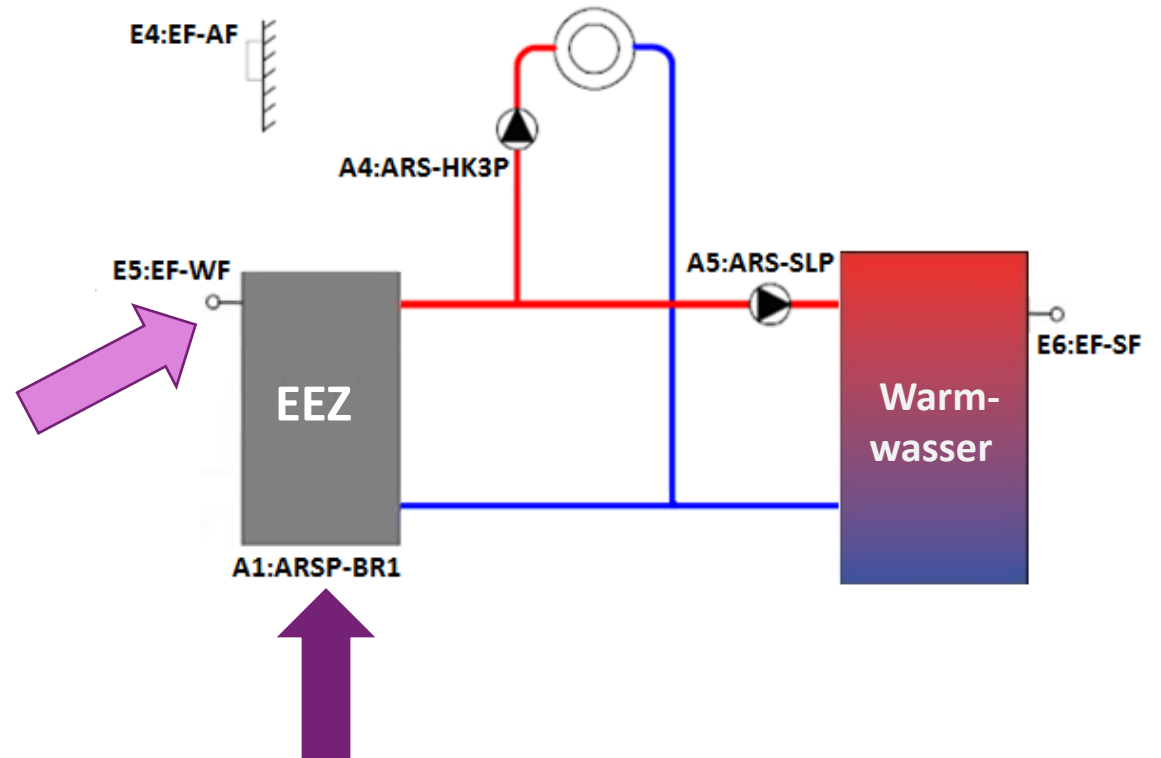 E4:EF-AF
A4:ARS-HK3P
E5:EF-WF
A5:ARS-SLP
E6:EF-SF
EEZ
Warm-
wasser
A1:ARSP-BR1